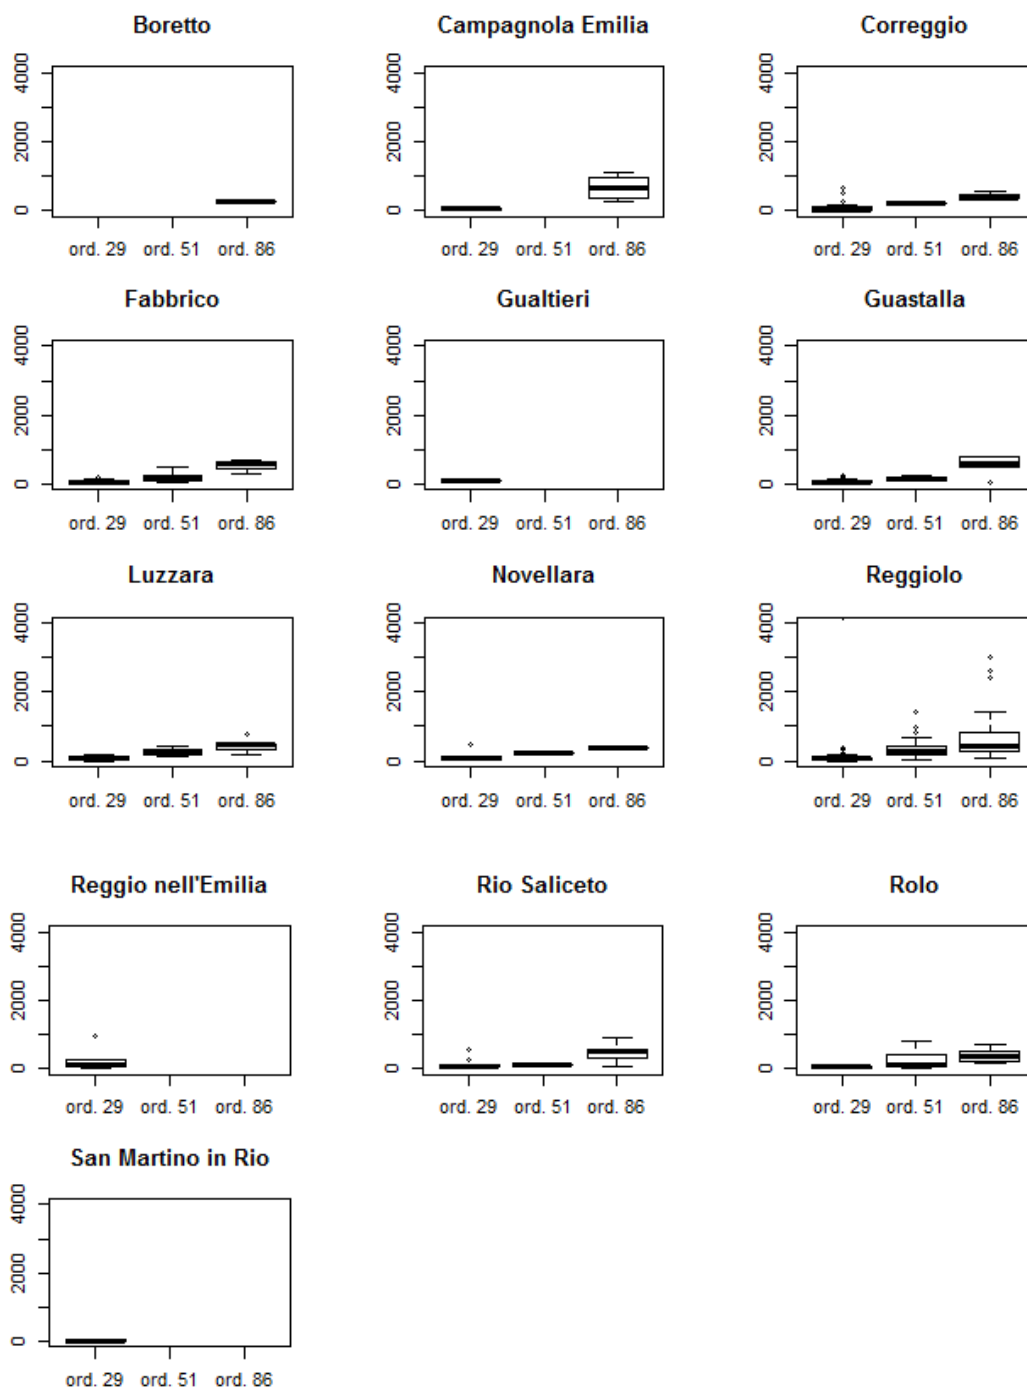 Boretto
4000
2000
0
ord. 29 ord. 51 ord. 86
Campagnola Emilia
4000
2000
0
ord. 29 ord. 51 ord. 86
Correggio
4000
2000
0
ord. 29 ord. 51 ord. 86
Fabbrico
4000
2000
0
ord. 29 ord. 51 ord. 86
Gualtieri
4000
2000
0
ord. 29 ord. 51 ord. 86
Guastalla
4000
2000
0
ord. 29 ord. 51 ord. 86
Luzzara
4000
2000
0
ord. 29 ord. 51 ord. 86
Novellara
4000
2000
0
ord. 29 ord. 51 ord. 86
Reggiolo
4000
2000
0
ord. 29 ord. 51 ord. 86
Reggio nell'Emilia
4000
2000
0
ord. 29 ord. 51 ord. 86
Rio Saliceto
4000
2000
0
ord. 29 ord. 51 ord. 86
Rolo
4000
2000
0
ord. 29 ord. 51 ord. 86
San Martino in Rio
4000
2000
0
ord. 29 ord. 51 ord. 86